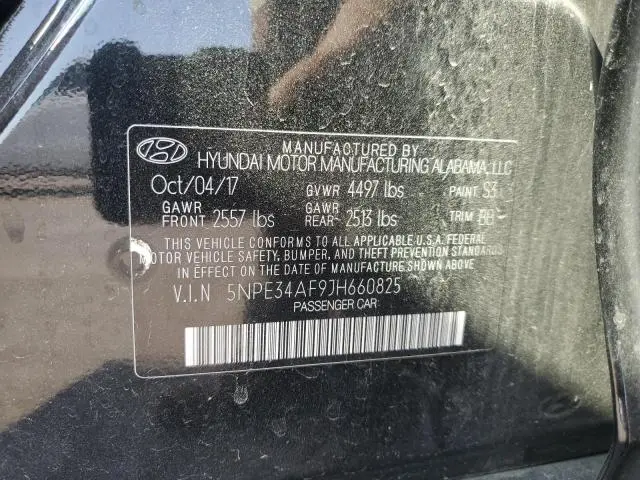 MANUFACTURED BY
HYUNDAI MOTOR MANUFACTURING ALABAMA, LLC
Oct/04/17 GVWR 4497 lbs PAINT S3
GAWR FRONT 2557 lbs GAWR REAR 2513 lbs TRIM
THIS VEHICLE CONFORMS TO ALL APPLICABLE U.S.A. FEDERAL
MOTOR VEHICLE SAFETY, BUMPER, AND THEFT PREVENTION STANDARDS
IN EFFECT ON THE DATE OF MANUFACTURE SHOWN ABOVE.
V.I.N 5NPE34AF9JH660825
PASSENGER CAR